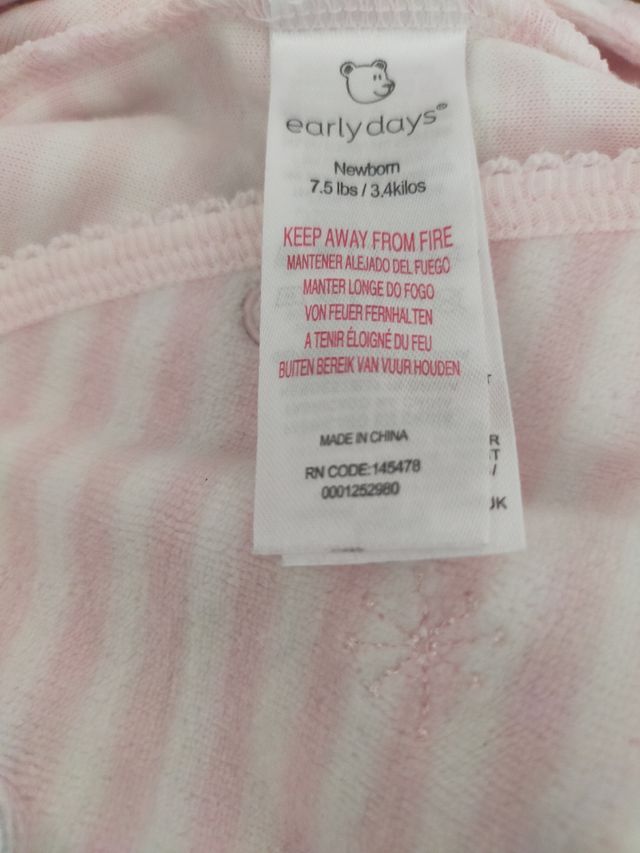 earlydays®
Newborn
7.5 lbs / 3.4kilos
KEEP AWAY FROM FIRE
MANTENER ALEJADO DEL FUEGO
MANTER LONGE DO FOGO
VON FEUER FERNHALTEN
A TENIR ÉLOIGNÉ DU FEU
BUITEN BEREIK VAN VUUR HOUDEN
MADE IN CHINA
RN CODE:145478
0001252980